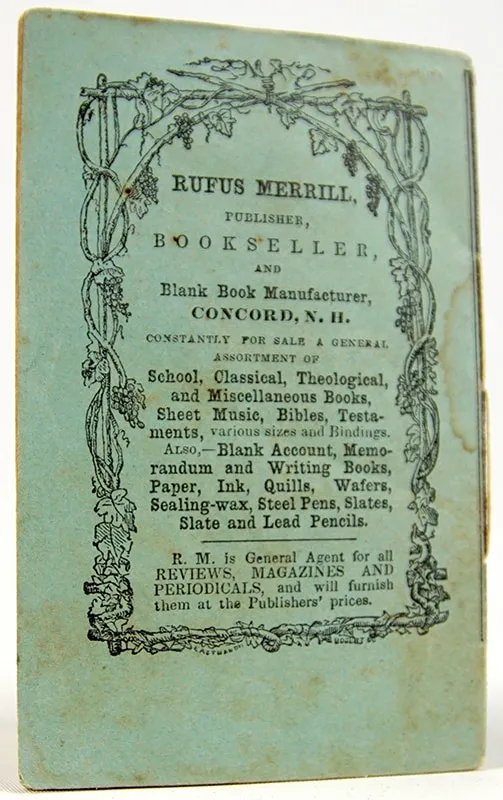 RUFUS MERRILL,
PUBLISHER,
BOOKSELLER,
AND
Blank Book Manufacturer,
CONCORD, N. H.
CONSTANTLY FOR SALE A GENERAL
ASSORTMENT OF
School, Classical, Theological,
and Miscellaneous Books,
Sheet Music, Bibles, Testa-
ments, various sizes and Bindings.
ALSO,—Blank Account, Memo-
randum and Writing Books,
Paper, Ink, Quills, Wafers,
Sealing-wax, Steel Pens, Slates,
Slate and Lead Pencils.
R. M. is General Agent for all
REVIEWS, MAGAZINES AND
PERIODICALS, and will furnish
them at the Publishers' prices.